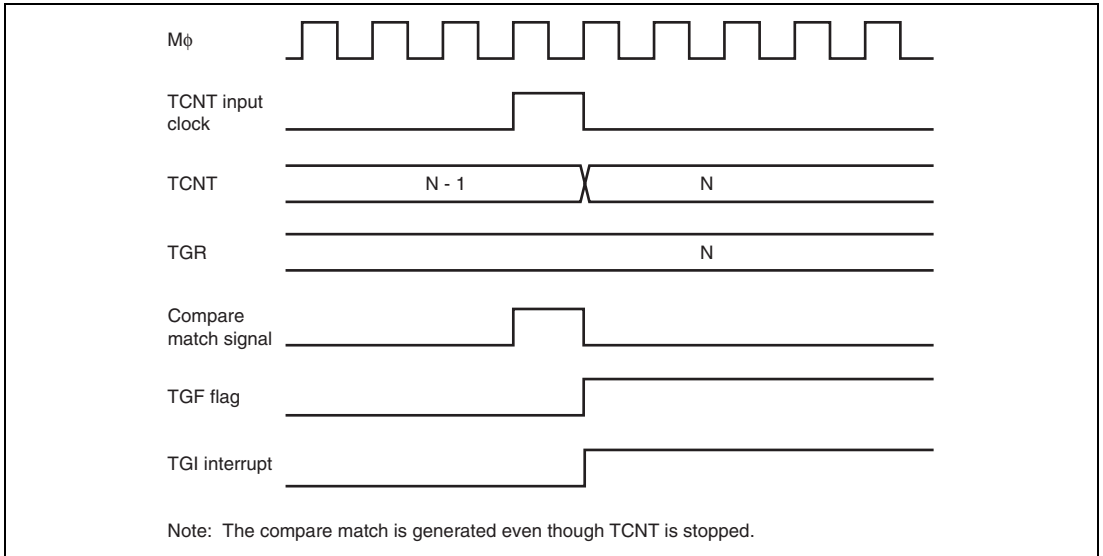 Mϕ
TCNT input
clock
TCNT
N - 1
N
TGR
N
Compare
match signal
TGF flag
TGI interrupt
Note: The compare match is generated even though TCNT is stopped.